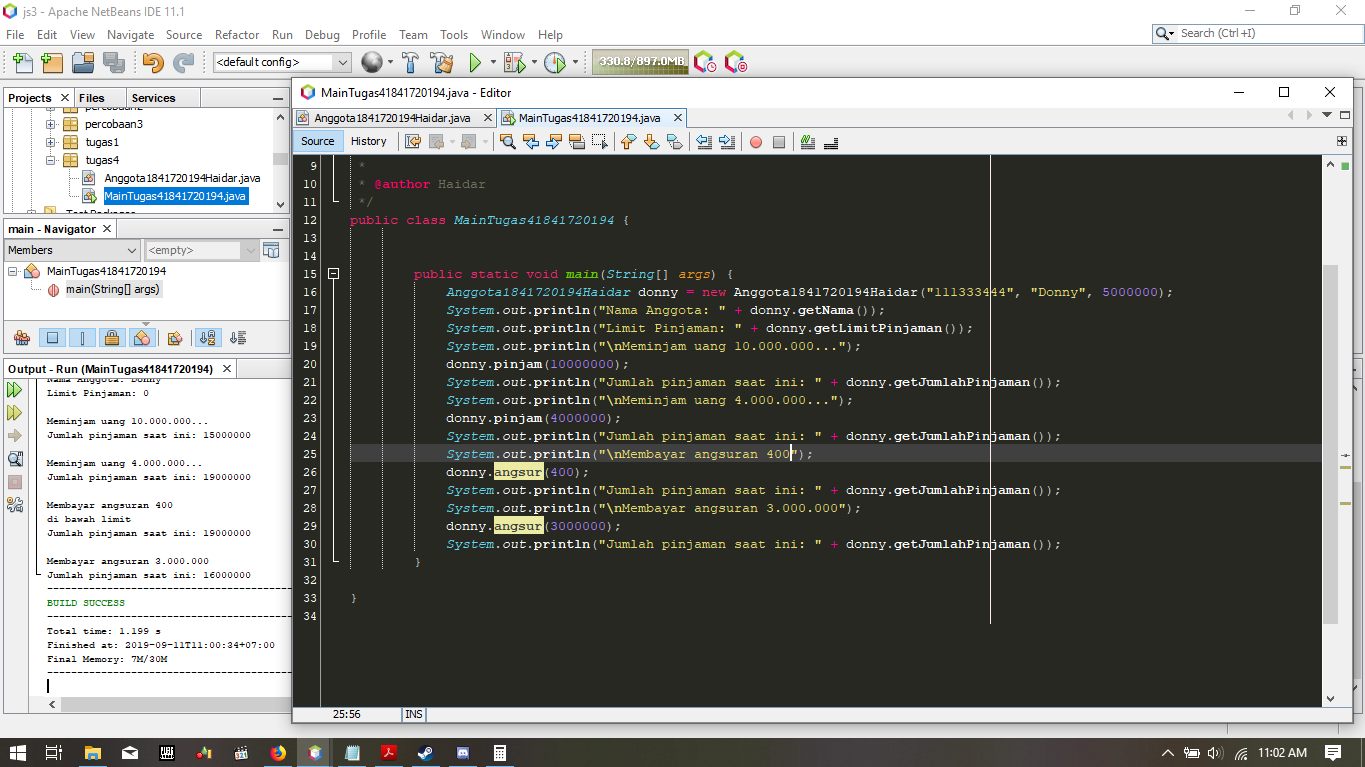 js3 - Apache NetBeans IDE 11.1
File Edit View Navigate Source Refactor Run Debug Profile Team Tools Window Help
Search (Ctrl +I)
<default config>
330.8/897.0MB
Projects Files Services
percobaan2
percobaan3
tugas1
tugas4
Anggota1841720194Haidar.java
MainTugas41841720194.java
Test Packages
main - Navigator
Members <empty>
MainTugas41841720194
main(String[] args)
Output - Run (MainTugas41841720194)
Nama Anggota: Donny
Limit Pinjaman: 0
Meminjam uang 10.000.000...
Jumlah pinjaman saat ini: 15000000
Meminjam uang 4.000.000...
Jumlah pinjaman saat ini: 19000000
Membayar angsuran 400
di bawah limit
Jumlah pinjaman saat ini: 19000000
Membayar angsuran 3.000.000
Jumlah pinjaman saat ini: 16000000
------------------------------------------------------------------------
BUILD SUCCESS
------------------------------------------------------------------------
Total time: 1.199 s
Finished at: 2019-09-11T11:00:34+07:00
Final Memory: 7M/30M
------------------------------------------------------------------------
MainTugas41841720194.java - Editor
Anggota1841720194Haidar.java MainTugas41841720194.java
Source History
9 *
10 * @author Haidar
11 */
12 public class MainTugas41841720194 {
13
14
15 public static void main(String[] args) {
16 Anggota1841720194Haidar donny = new Anggota1841720194Haidar("111333444", "Donny", 5000000);
17 System.out.println("Nama Anggota: " + donny.getNama());
18 System.out.println("Limit Pinjaman: " + donny.getLimitPinjaman());
19 System.out.println("\nMeminjam uang 10.000.000...");
20 donny.pinjam(10000000);
21 System.out.println("Jumlah pinjaman saat ini: " + donny.getJumlahPinjaman());
22 System.out.println("\nMeminjam uang 4.000.000...");
23 donny.pinjam(4000000);
24 System.out.println("Jumlah pinjaman saat ini: " + donny.getJumlahPinjaman());
25 System.out.println("\nMembayar angsuran 400");
26 donny.angsur(400);
27 System.out.println("Jumlah pinjaman saat ini: " + donny.getJumlahPinjaman());
28 System.out.println("\nMembayar angsuran 3.000.000");
29 donny.angsur(3000000);
30 System.out.println("Jumlah pinjaman saat ini: " + donny.getJumlahPinjaman());
31 }
32
33 }
34
25:56 INS
11:02 AM